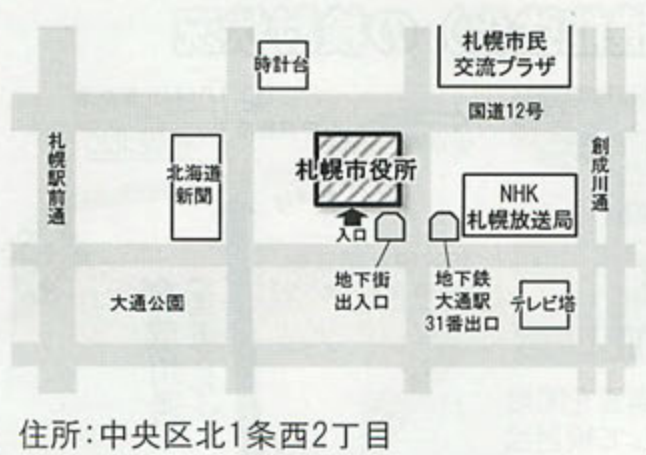 時計台
札幌市民
交流プラザ
国道12号
札幌駅前通
北海道
新聞
札幌市役所
創成川通
NHK
札幌放送局
入口
地下街
出入口
地下鉄
大通駅
31番出口
大通公園
テレビ塔
住所:中央区北1条西2丁目